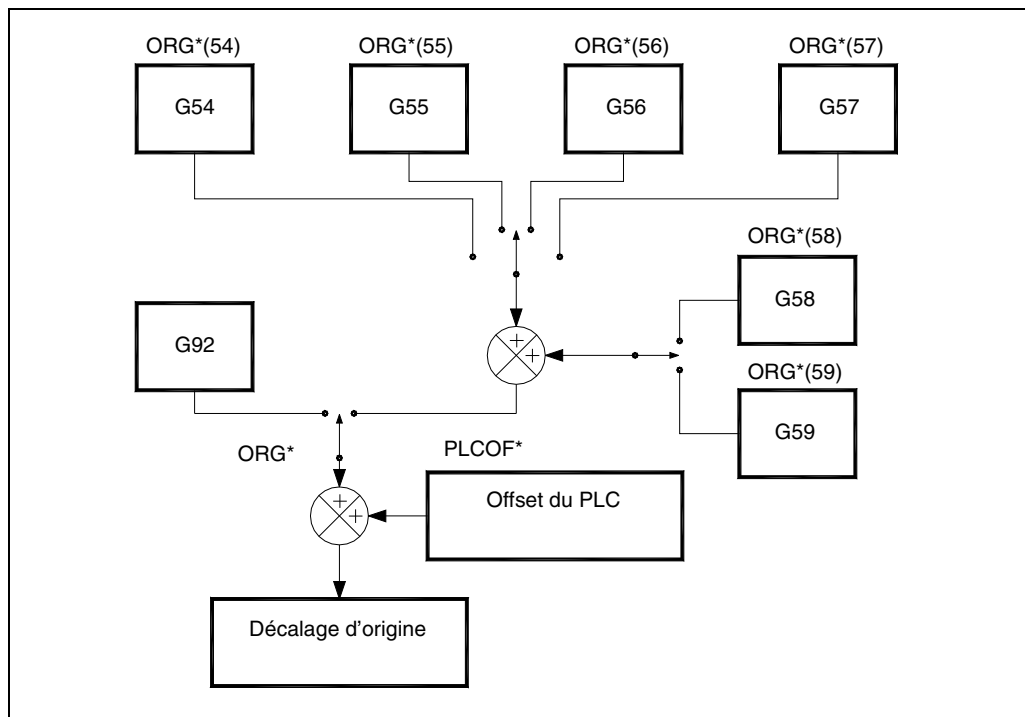 ORG*(54) ORG*(55) ORG*(56) ORG*(57)
G54 G55 G56 G57
ORG*(58)
G58
G92
ORG*(59)
G59
ORG* PLCOF*
Offset du PLC
Décalage d'origine
+ +
+ +